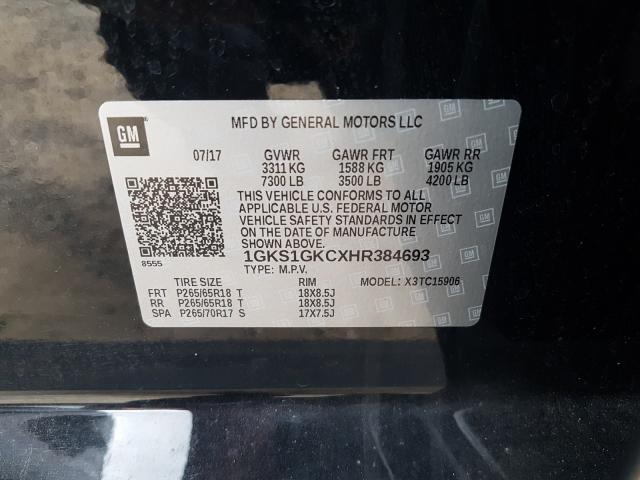 GM
MFD BY GENERAL MOTORS LLC
07/17 GVWR GAWR FRT GAWR RR
3311 KG 1588 KG 1905 KG
7300 LB 3500 LB 4200 LB
THIS VEHICLE CONFORMS TO ALL
APPLICABLE U.S. FEDERAL MOTOR
VEHICLE SAFETY STANDARDS IN EFFECT
ON THE DATE OF MANUFACTURE
SHOWN ABOVE.
1GKS1GKCXHR384693
8555
TYPE: M.P.V. MODEL: X3TC15906
TIRE SIZE RIM
FRT P265/65R18 T 18X8.5J
RR P265/65R18 T 18X8.5J
SPA P265/70R17 S 17X7.5J